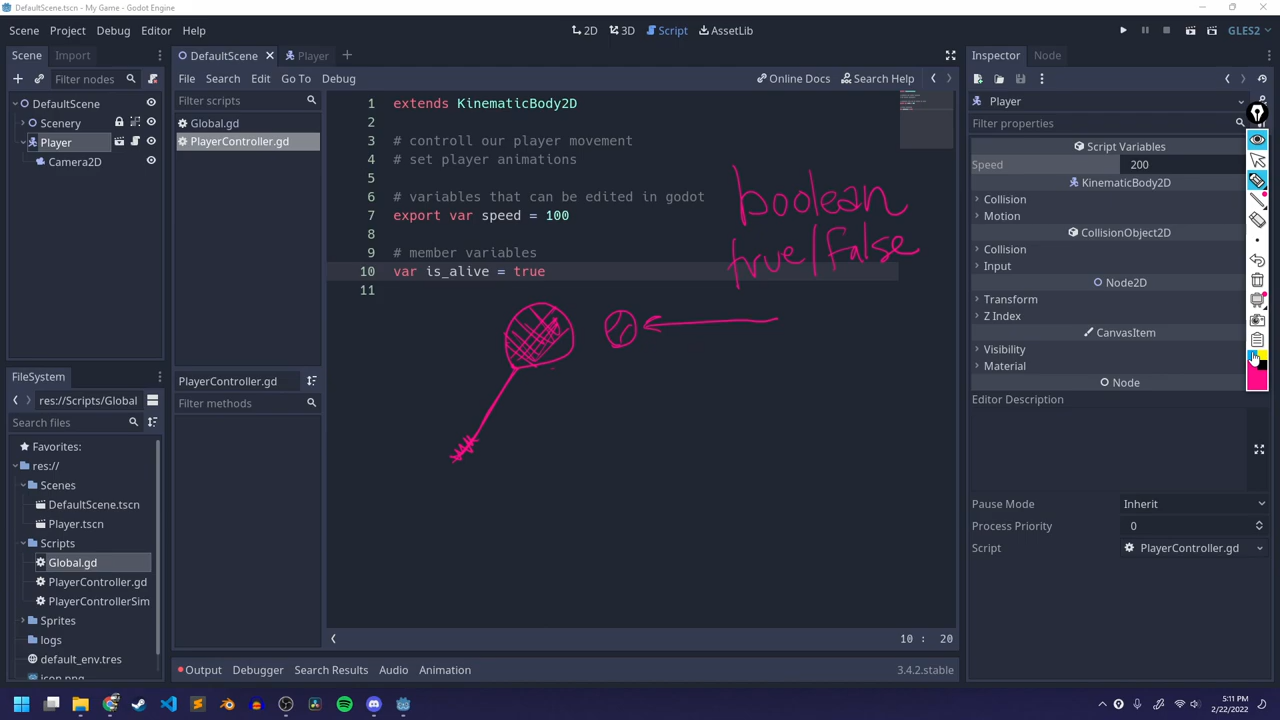 DefaultScene.tscn - My Game - Godot Engine
Scene Project Debug Editor Help
2D 3D Script AssetLib
GLES2
Scene Import
Filter nodes
DefaultScene
Scenery
Player
Camera2D
FileSystem
res://Scripts/Global
Search files
Favorites:
res://
Scenes
DefaultScene.tscn
Player.tscn
Scripts
Global.gd
PlayerController.gd
PlayerControllerSim
Sprites
logs
default_env.tres
icon.png
DefaultScene Player
File Search Edit Go To Debug
Online Docs Search Help
Filter scripts
Global.gd
PlayerController.gd
PlayerController.gd
Filter methods
1 extends KinematicBody2D
2
3 # controll our player movement
4 # set player animations
5
6 # variables that can be edited in godot
7 export var speed = 100
8
9 # member variables
10 var is_alive = true
11
boolean
true/false
10 : 20
Output Debugger Search Results Audio Animation
3.4.2.stable
Inspector Node
Player
Filter properties
Script Variables
Speed 200
KinematicBody2D
Collision
Motion
CollisionObject2D
Collision
Input
Node2D
Transform
Z Index
CanvasItem
Visibility
Material
Node
Editor Description
Pause Mode Inherit
Process Priority 0
Script PlayerController.gd
5:11 PM
2/22/2022